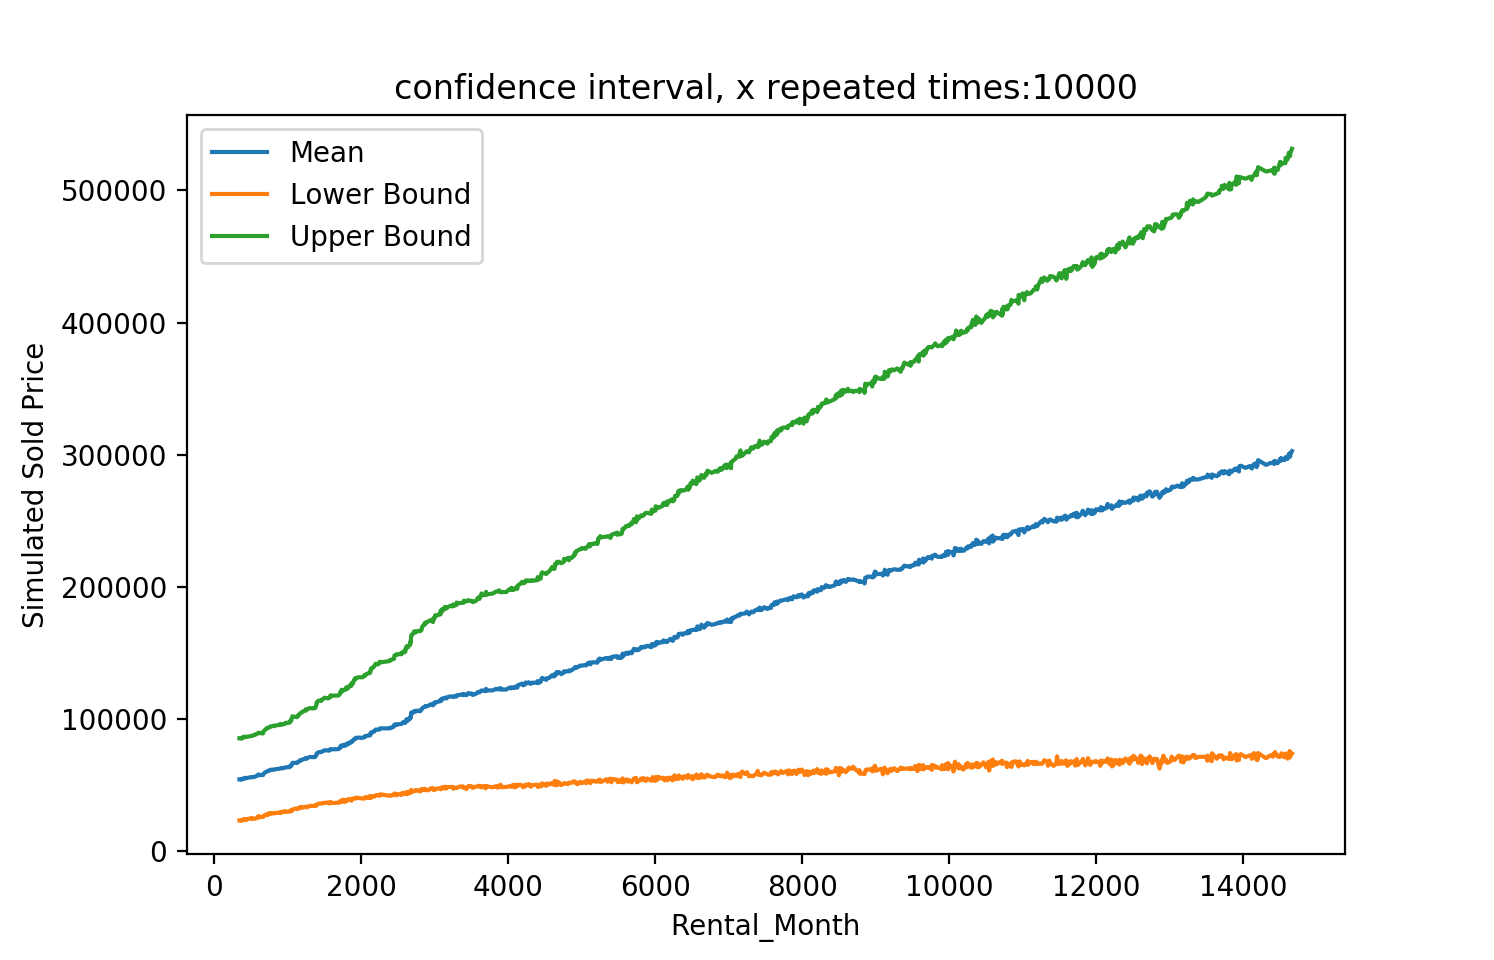 confidence interval, x repeated times:10000
Mean
Lower Bound
Upper Bound
500000
400000
300000
200000
100000
0
Simulated Sold Price
0 2000 4000 6000 8000 10000 12000 14000
Rental_Month